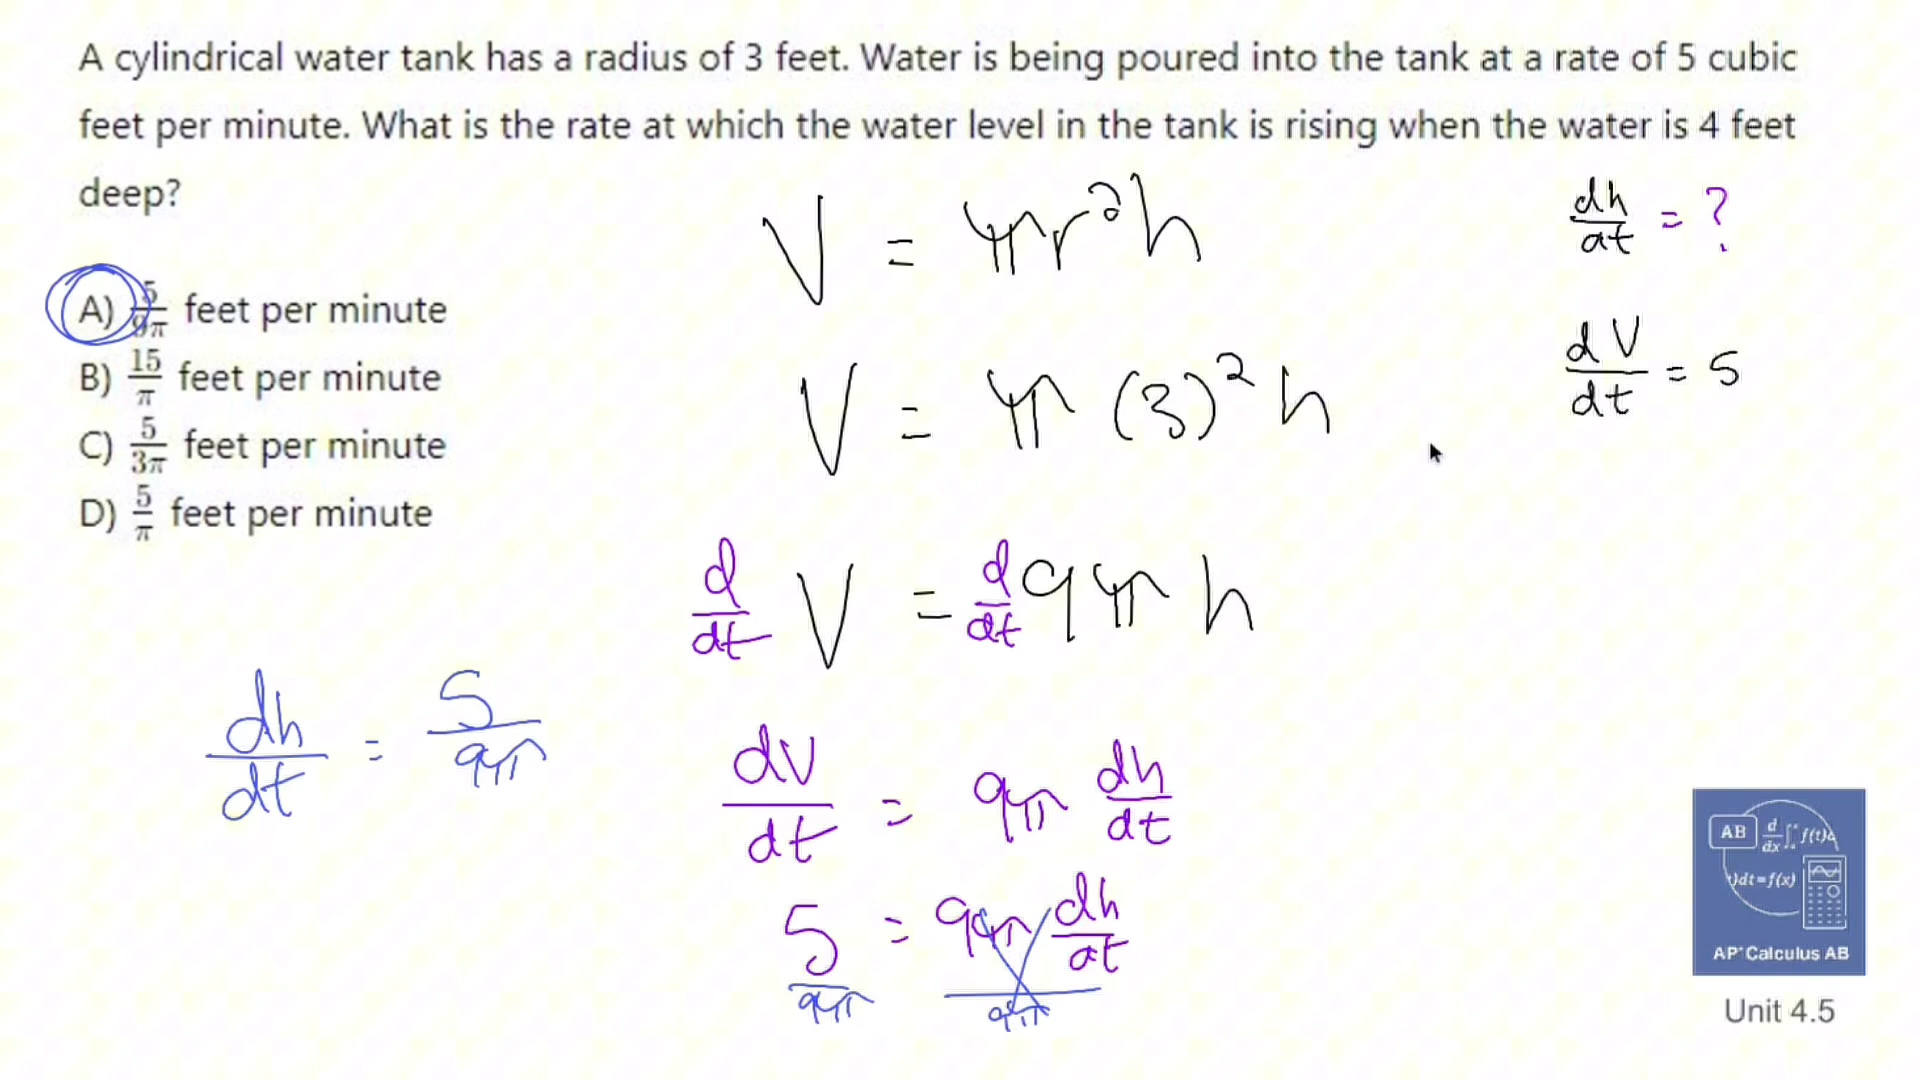 A cylindrical water tank has a radius of 3 feet. Water is being poured into the tank at a rate of 5 cubic
feet per minute. What is the rate at which the water level in the tank is rising when the water is 4 feet
deep?
V = πr²h
dh/dt = ?
A) 5/9π feet per minute
B) 15/π feet per minute
C) 5/3π feet per minute
D) 5/π feet per minute
V = π (3)² h
dV/dt = 5
d/dt V = d/dt 9π h
dh/dt = 5/9π
dv/dt = 9π dh/dt
5/9π = 9π dh/dt / 9π
AB d/dx ∫ f(t)d
)dt=f(x)
AP* Calculus AB
Unit 4.5